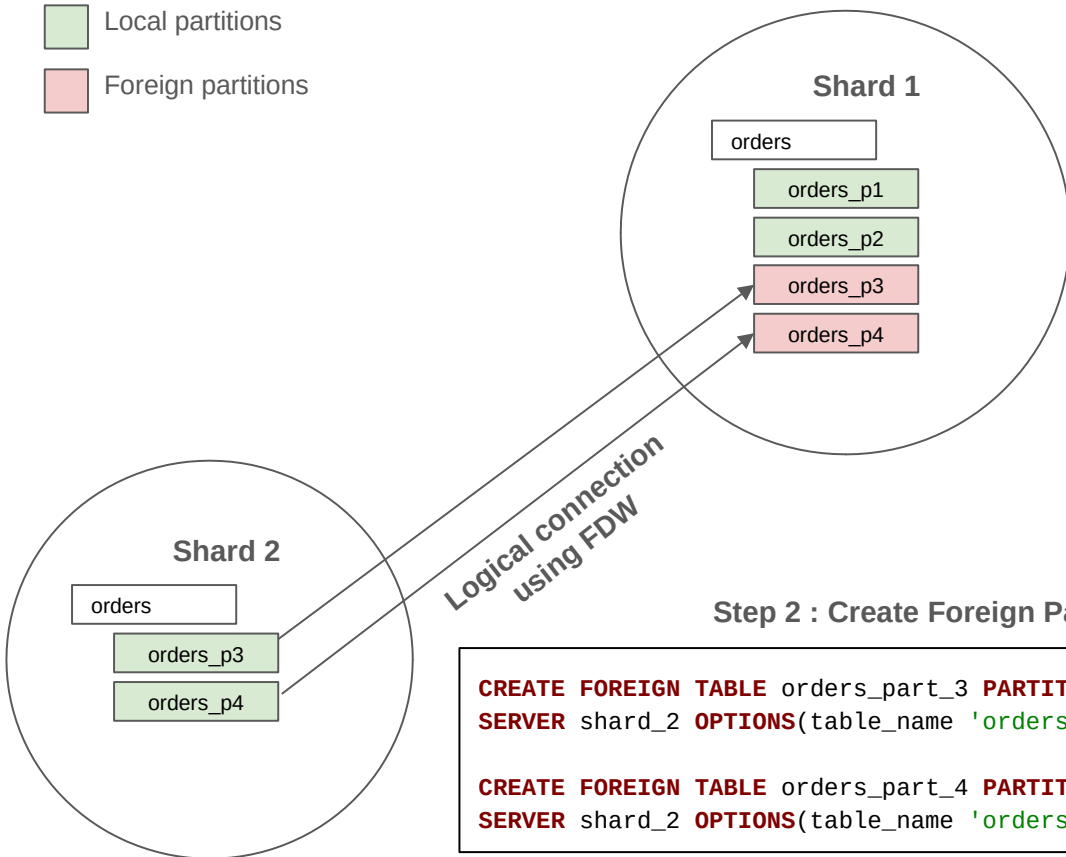 Local partitions
Foreign partitions
Shard 1
orders
orders_p1
orders_p2
orders_p3
orders_p4
Logical connection
using FDW
Shard 2
orders
orders_p3
orders_p4
Step 2 : Create Foreign Pa
CREATE FOREIGN TABLE orders_part_3 PARTIT
SERVER shard_2 OPTIONS(table_name 'orders
CREATE FOREIGN TABLE orders_part_4 PARTIT
SERVER shard_2 OPTIONS(table_name 'orders